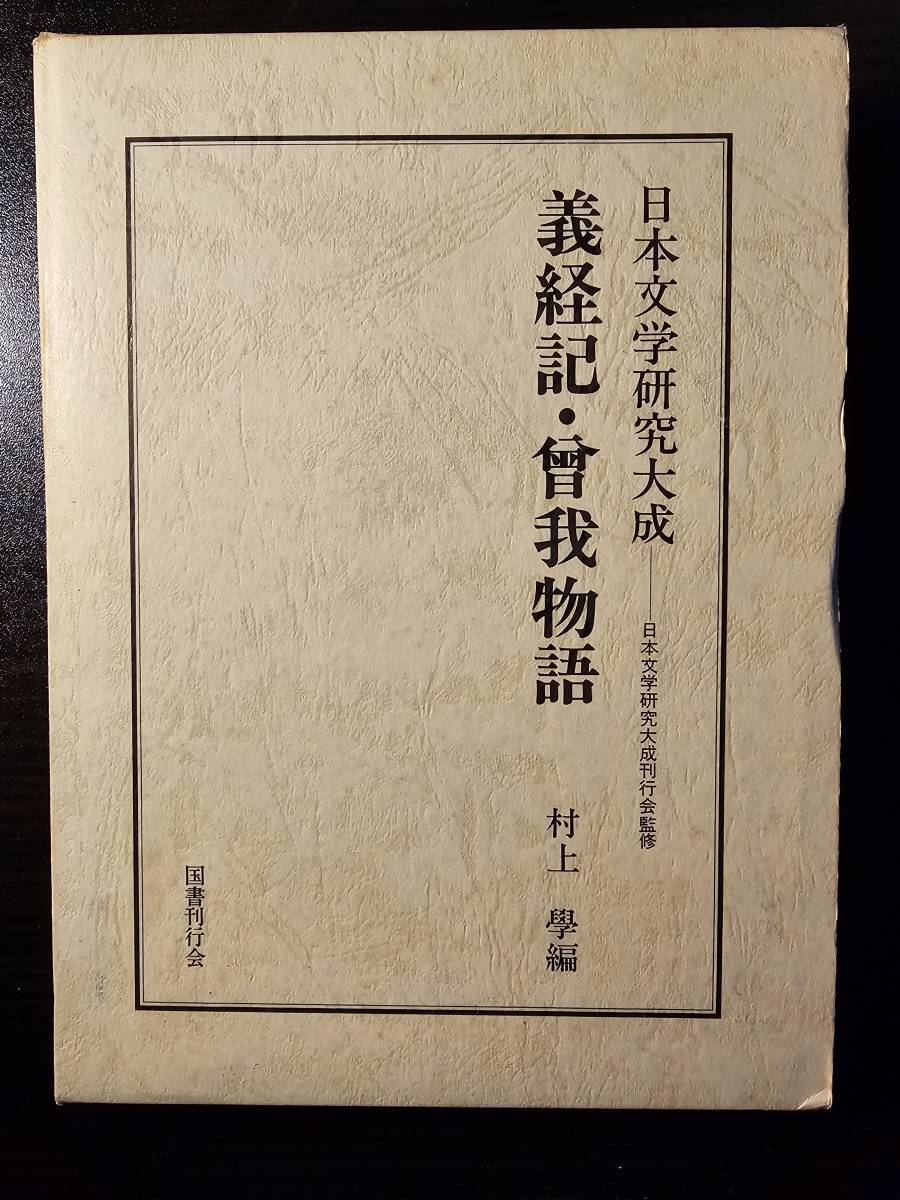 日本文学研究大成——日本文学研究大成刊行会監修
義経記・曾我物語
村上 學編
国書刊行会